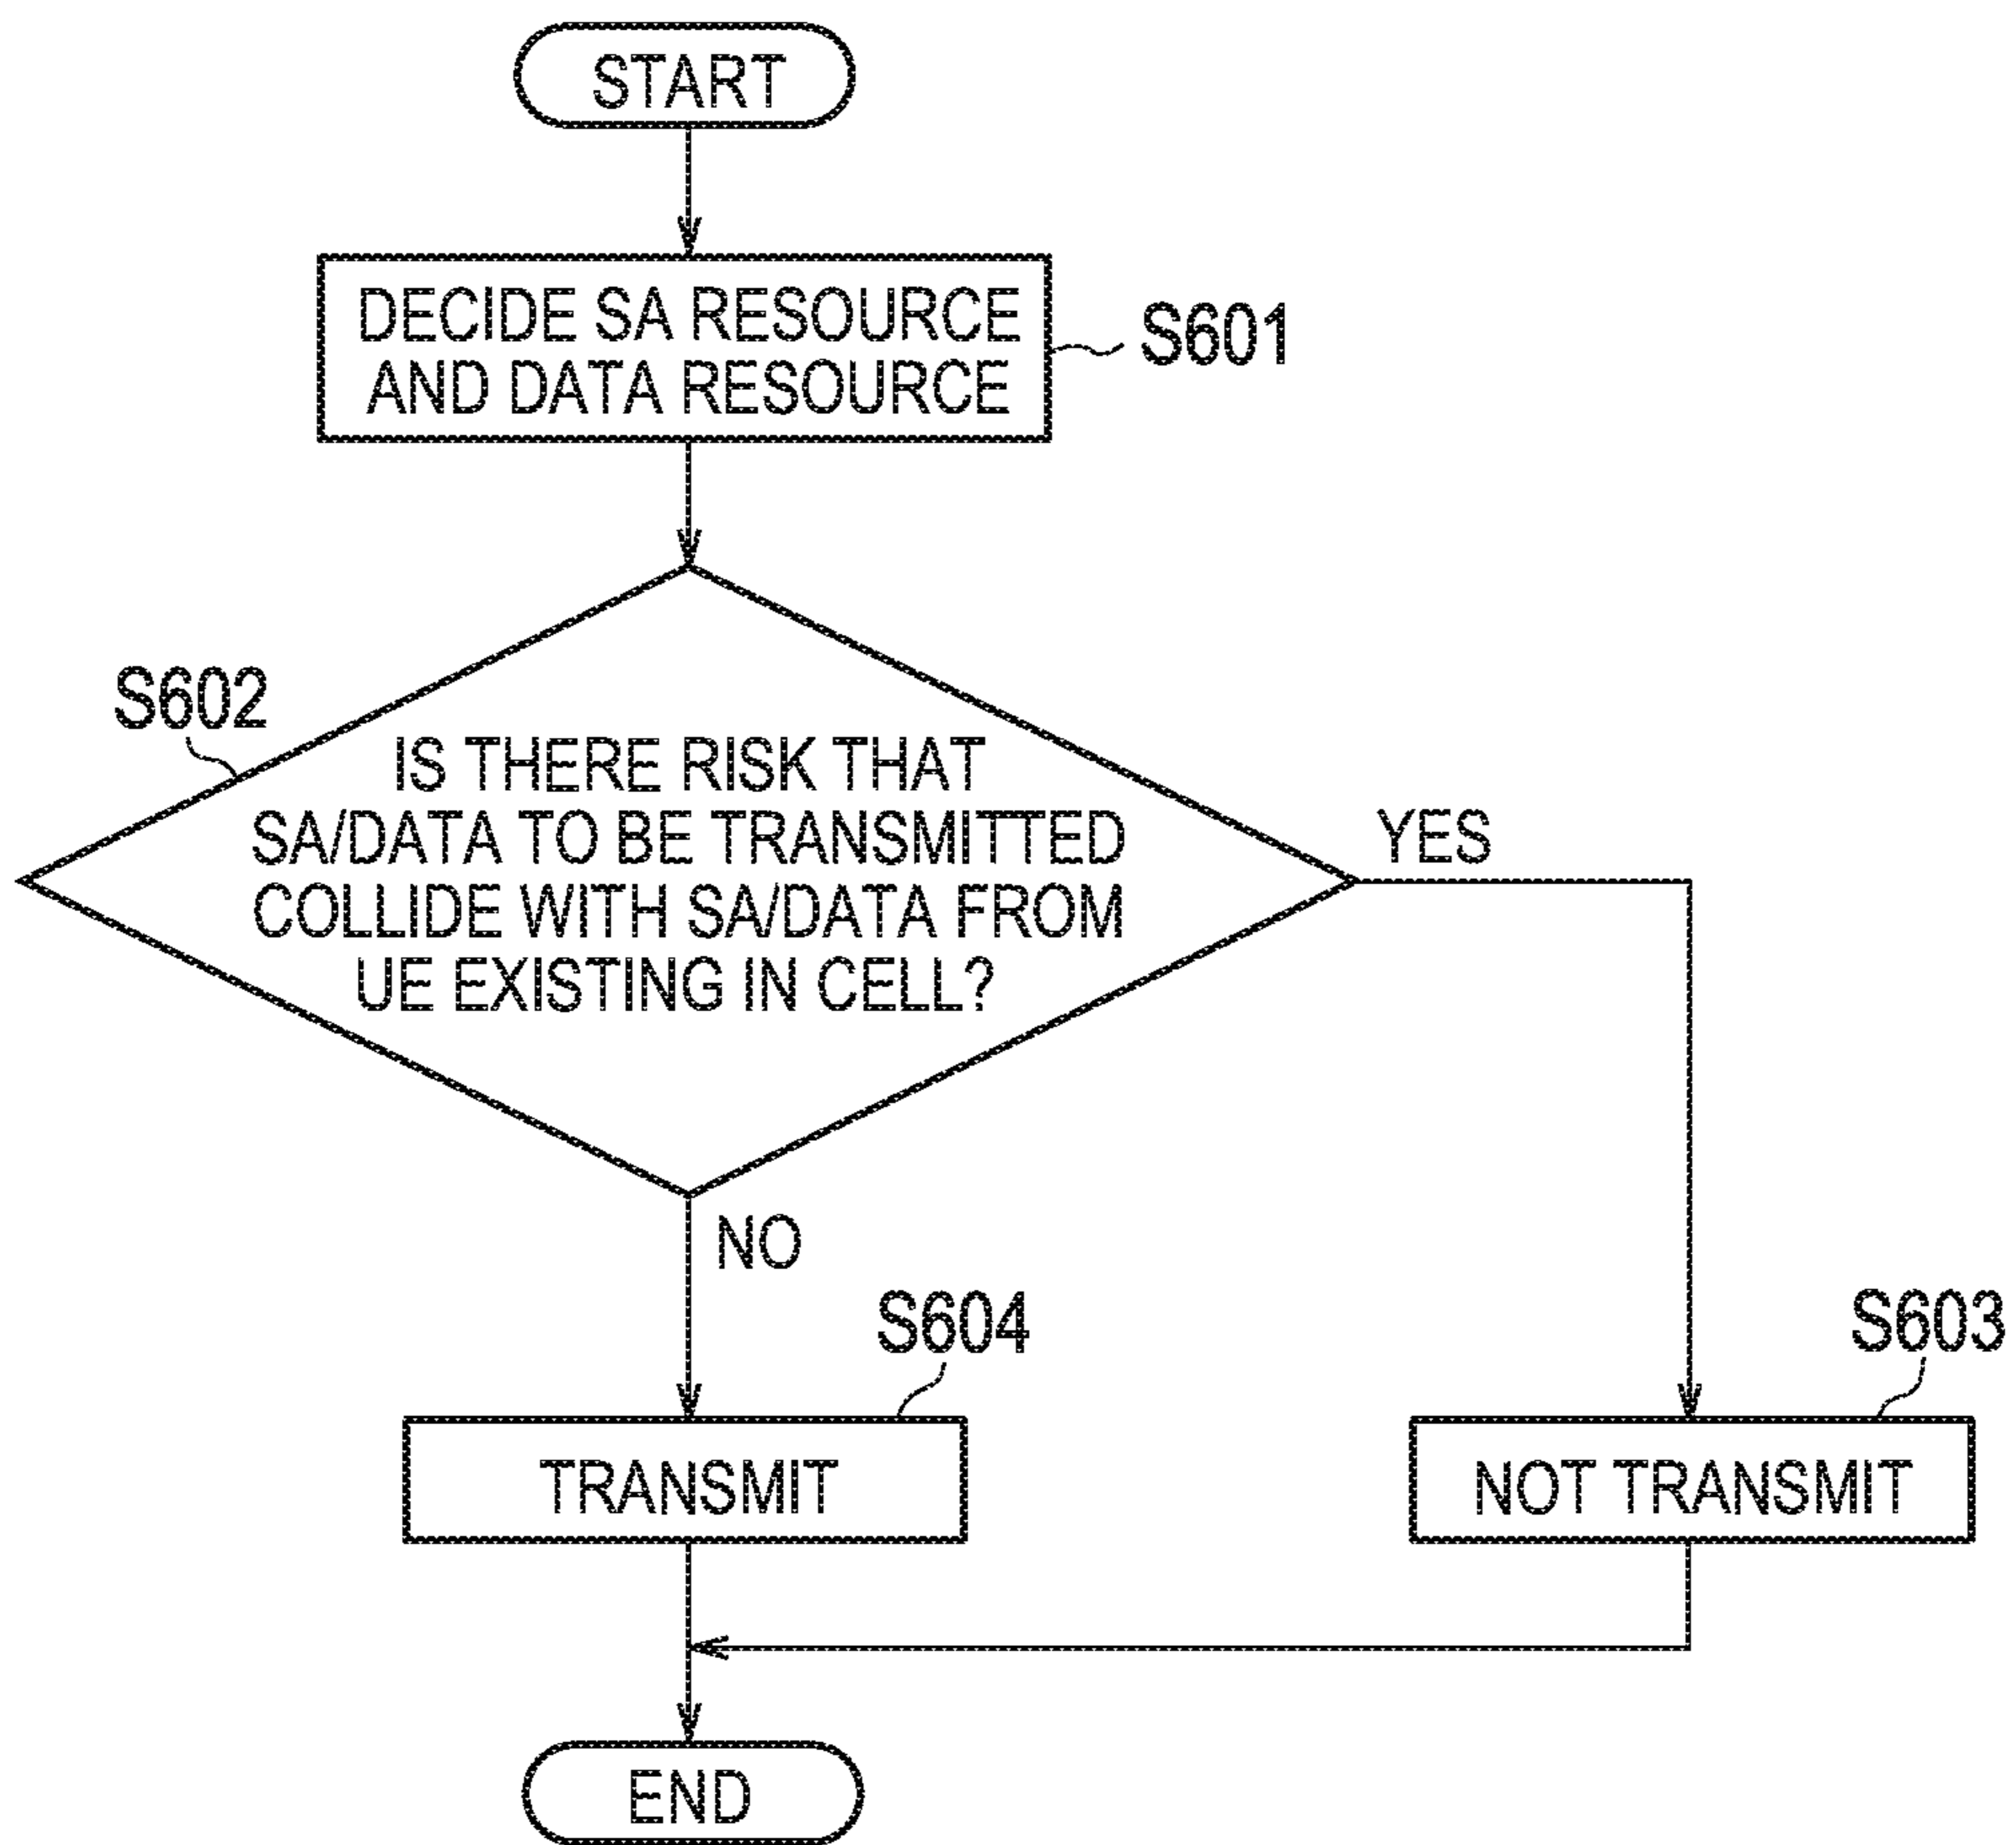 START
DECIDE SA RESOURCE
AND DATA RESOURCE
S601
S602
IS THERE RISK THAT
SA/DATA TO BE TRANSMITTED
COLLIDE WITH SA/DATA FROM
UE EXISTING IN CELL?
YES
NO
S604
S603
TRANSMIT
NOT TRANSMIT
END